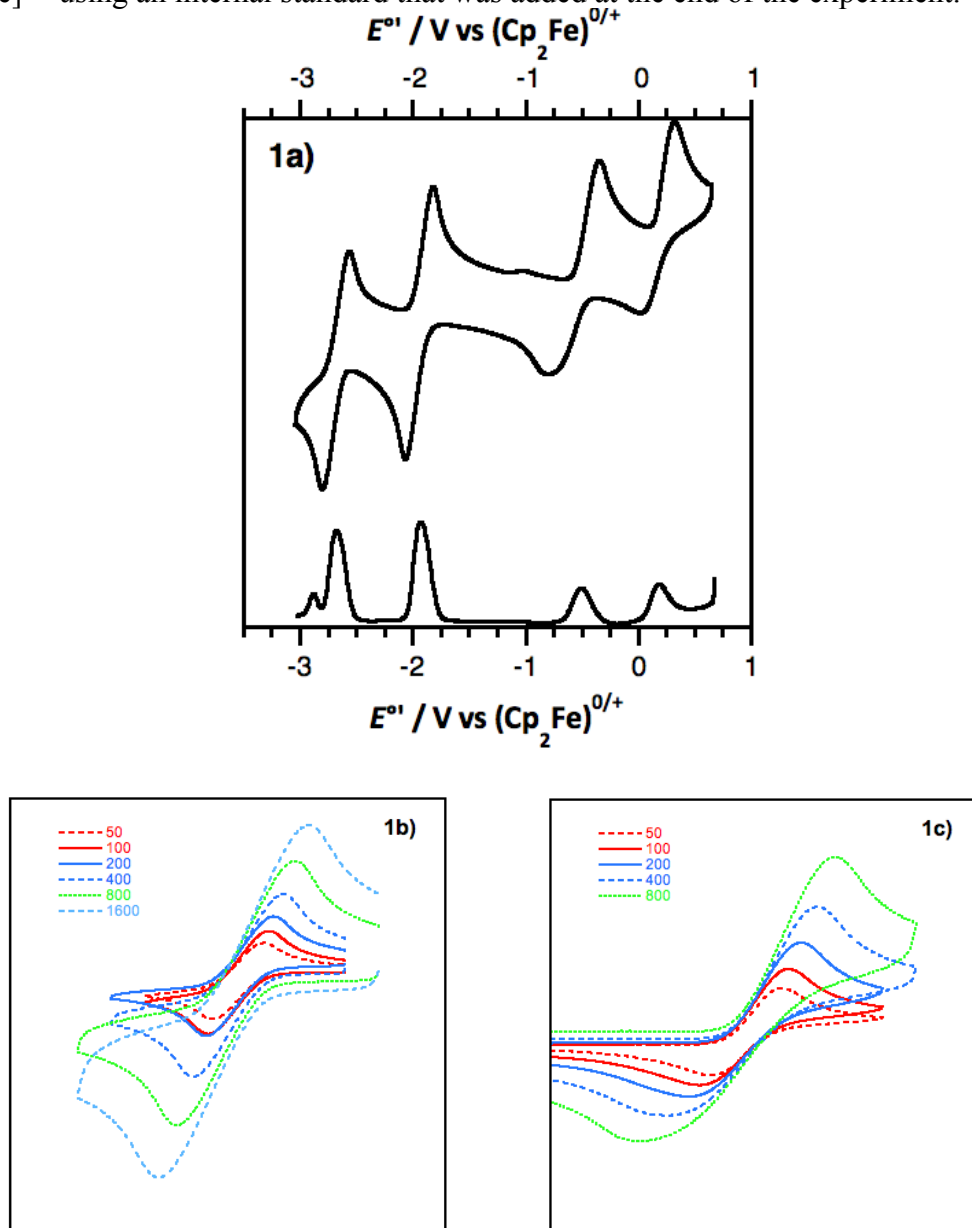 using an internal standard that was added at the end of the experiment.
E°' / V vs (Cp2Fe)0/+
-3 -2 -1 0 1
1a)
-3 -2 -1 0 1
E°' / V vs (Cp2Fe)0/+
1b)
50
100
200
400
800
1600
1c)
50
100
200
400
800